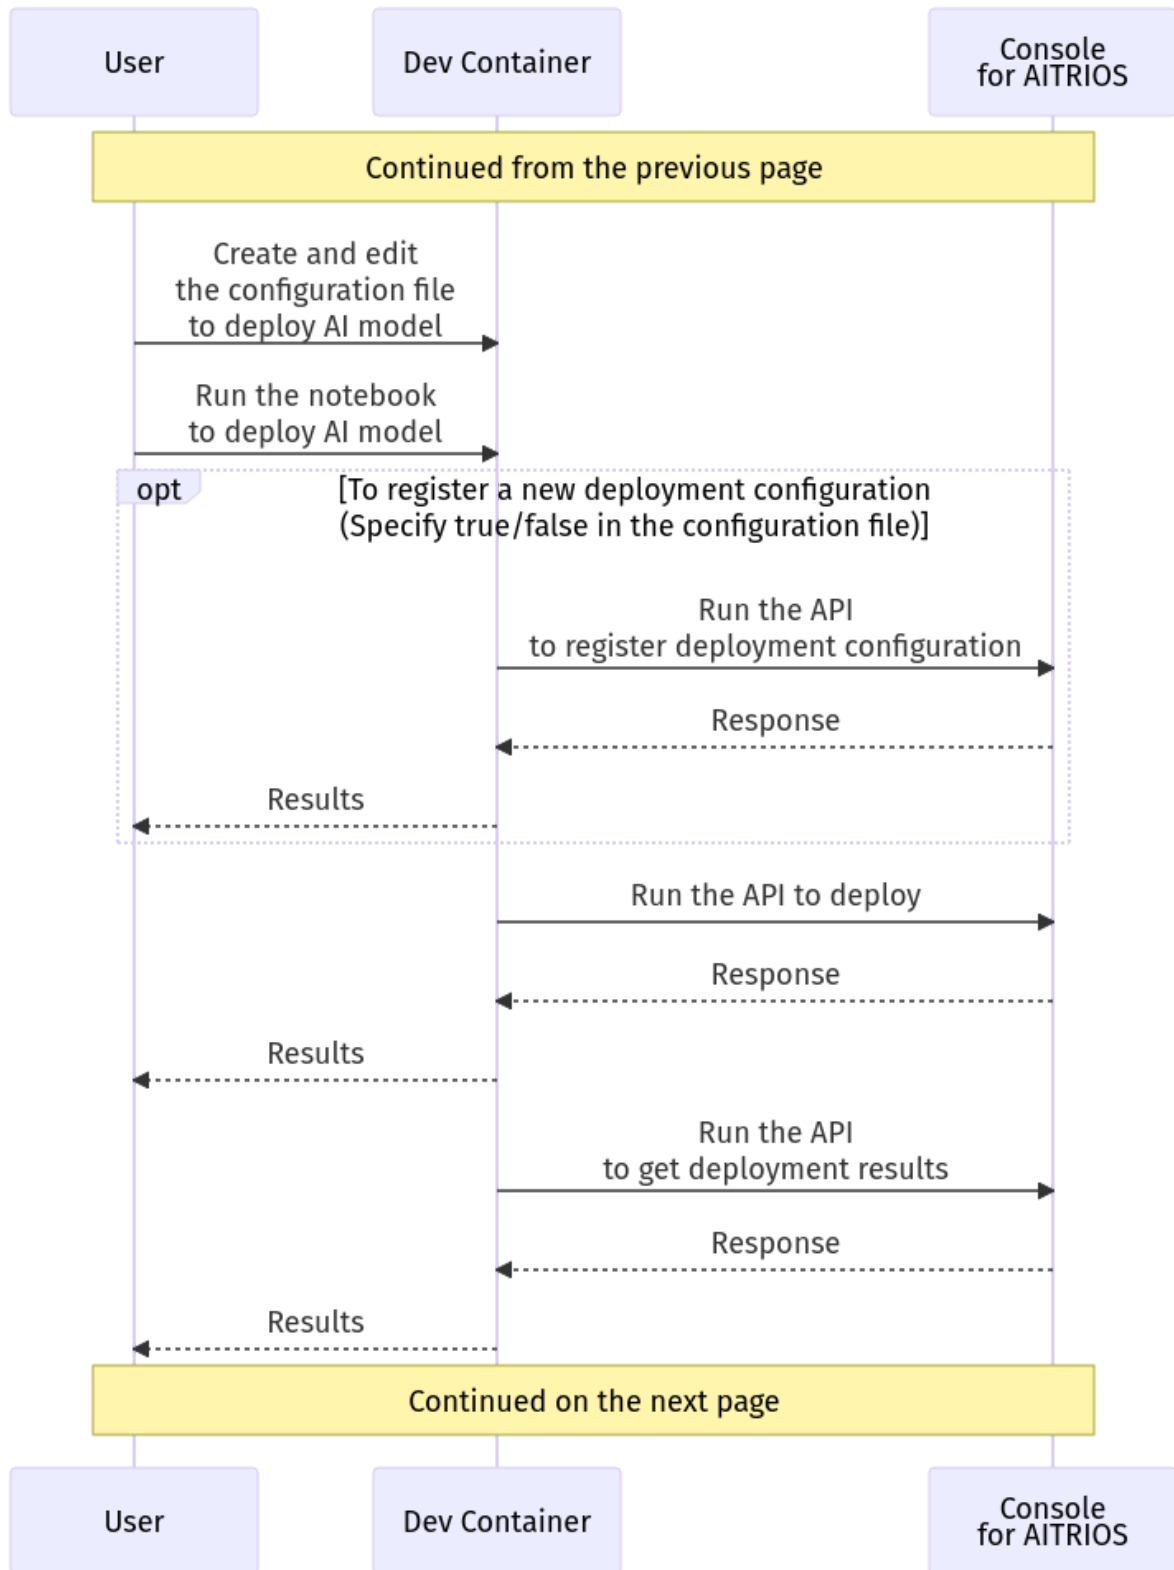 User
Dev Container
Console
for AITRIOS
Continued from the previous page
Create and edit
the configuration file
to deploy AI model
Run the notebook
to deploy AI model
opt
[To register a new deployment configuration
(Specify true/false in the configuration file)]
Run the API
to register deployment configuration
Response
Results
Run the API to deploy
Response
Results
Run the API
to get deployment results
Response
Results
Continued on the next page
User
Dev Container
Console
for AITRIOS